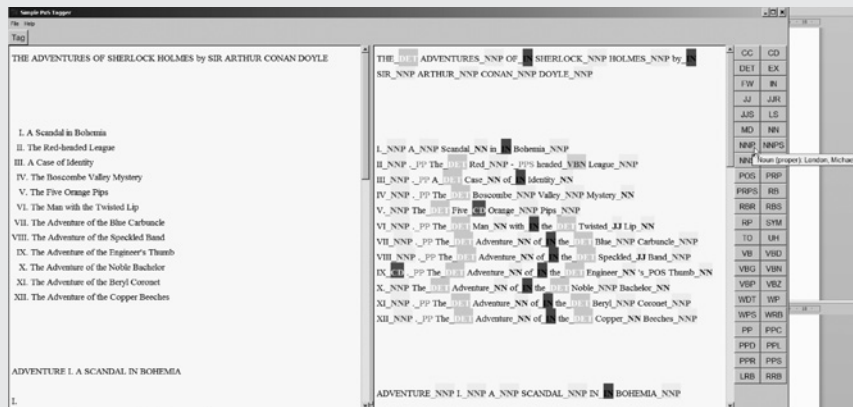 Simple PoS Tagger
File Help
Tag
THE ADVENTURES OF SHERLOCK HOLMES by SIR ARTHUR CONAN DOYLE
I. A Scandal in Bohemia
II. The Red-headed League
III. A Case of Identity
IV. The Boscombe Valley Mystery
V. The Five Orange Pips
VI. The Man with the Twisted Lip
VII. The Adventure of the Blue Carbuncle
VIII. The Adventure of the Speckled Band
IX. The Adventure of the Engineer's Thumb
X. The Adventure of the Noble Bachelor
XI. The Adventure of the Beryl Coronet
XII. The Adventure of the Copper Beeches
ADVENTURE I. A SCANDAL IN BOHEMIA
I.
THE_DET ADVENTURES_NNP OF_IN SHERLOCK_NNP HOLMES_NNP by_IN
SIR_NNP ARTHUR_NNP CONAN_NNP DOYLE_NNP
I._NNP A_NNP Scandal_NN in_IN Bohemia_NNP
II_NNP ._PP The_DET Red_NNP -_PPS headed_VBN League_NNP
III_NNP ._PP A_DET Case_NN of_IN Identity_NN
IV_NNP ._PP The_DET Boscombe_NNP Valley_NNP Mystery_NN
V._NNP The_DET Five_CD Orange_NNP Pips_NNP
VI_NNP ._PP The_DET Man_NN with_IN the_DET Twisted_JJ Lip_NN
VII_NNP ._PP The_DET Adventure_NN of_IN the_DET Blue_NNP Carbuncle_NNP
VIII_NNP ._PP The_DET Adventure_NN of_IN the_DET Speckled_JJ Band_NNP
IX_CD ._PP The_DET Adventure_NN of_IN the_DET Engineer_NN 's_POS Thumb_NN
X._NNP The_DET Adventure_NN of_IN the_DET Noble_NNP Bachelor_NN
XI_NNP ._PP The_DET Adventure_NN of_IN the_DET Beryl_NNP Coronet_NNP
XII_NNP ._PP The_DET Adventure_NN of_IN the_DET Copper_NN Beeches_NNP
ADVENTURE_NNP I._NNP A_NNP SCANDAL_NNP IN_IN BOHEMIA_NNP
CC CD
DET EX
FW IN
JJ JJR
JJS LS
MD NN
NNP NNPS
Noun (proper): London, Michae
POS PRP
PRPS RB
RBR RBS
RP SYM
TO UH
VB VBD
VBG VBN
VBP VBZ
WDT WP
WPS WRB
PP PPC
PPD PPL
PPR PPS
LRB RRB